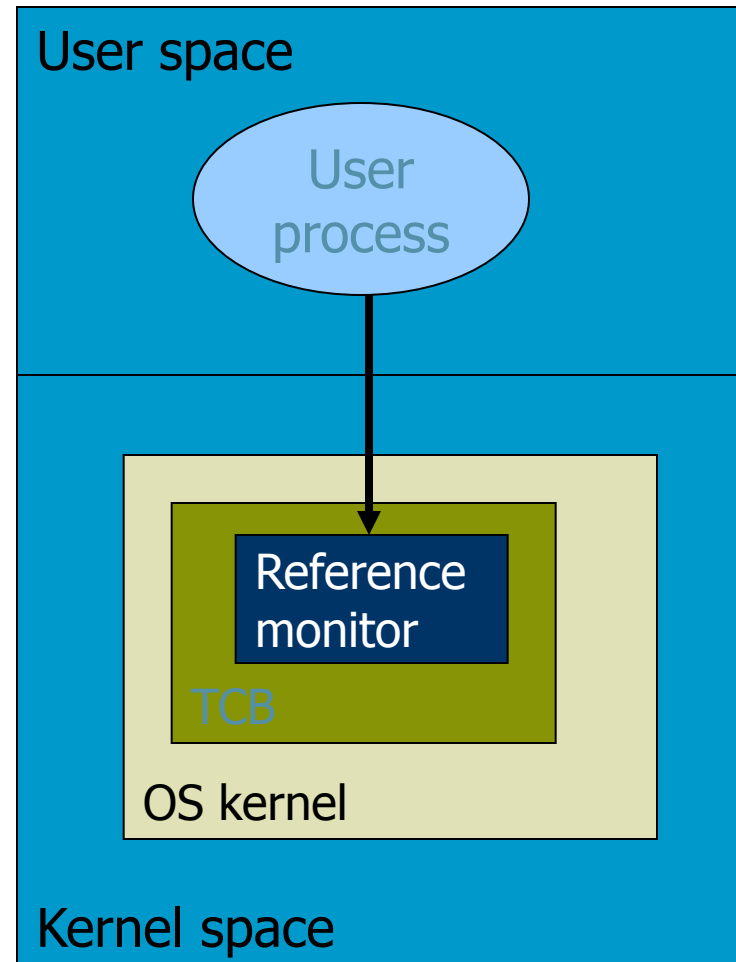 User space
User
process
Reference
monitor
TCB
OS kernel
Kernel space